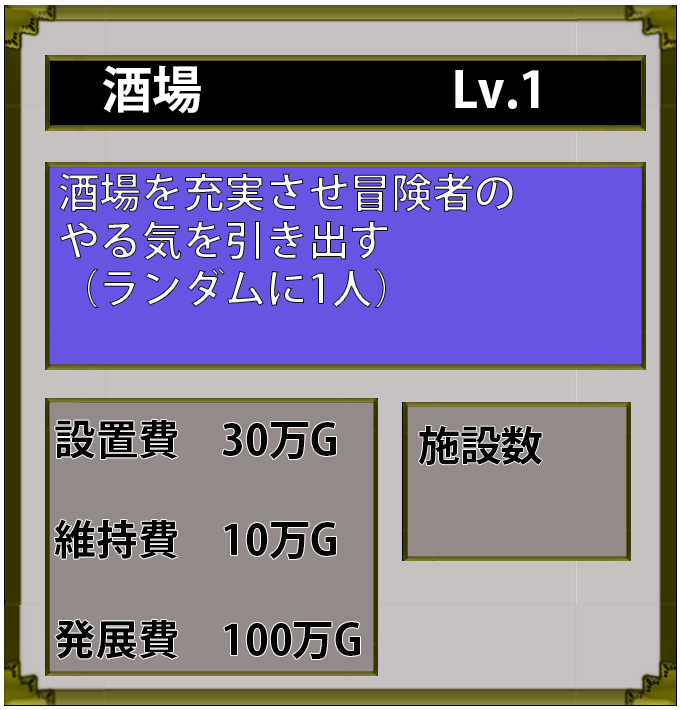 酒場 Lv.1
酒場を充実させ冒険者の
やる気を引き出す
（ランダムに1人）
設置費 30万G
維持費 10万G
発展費 100万G
施設数